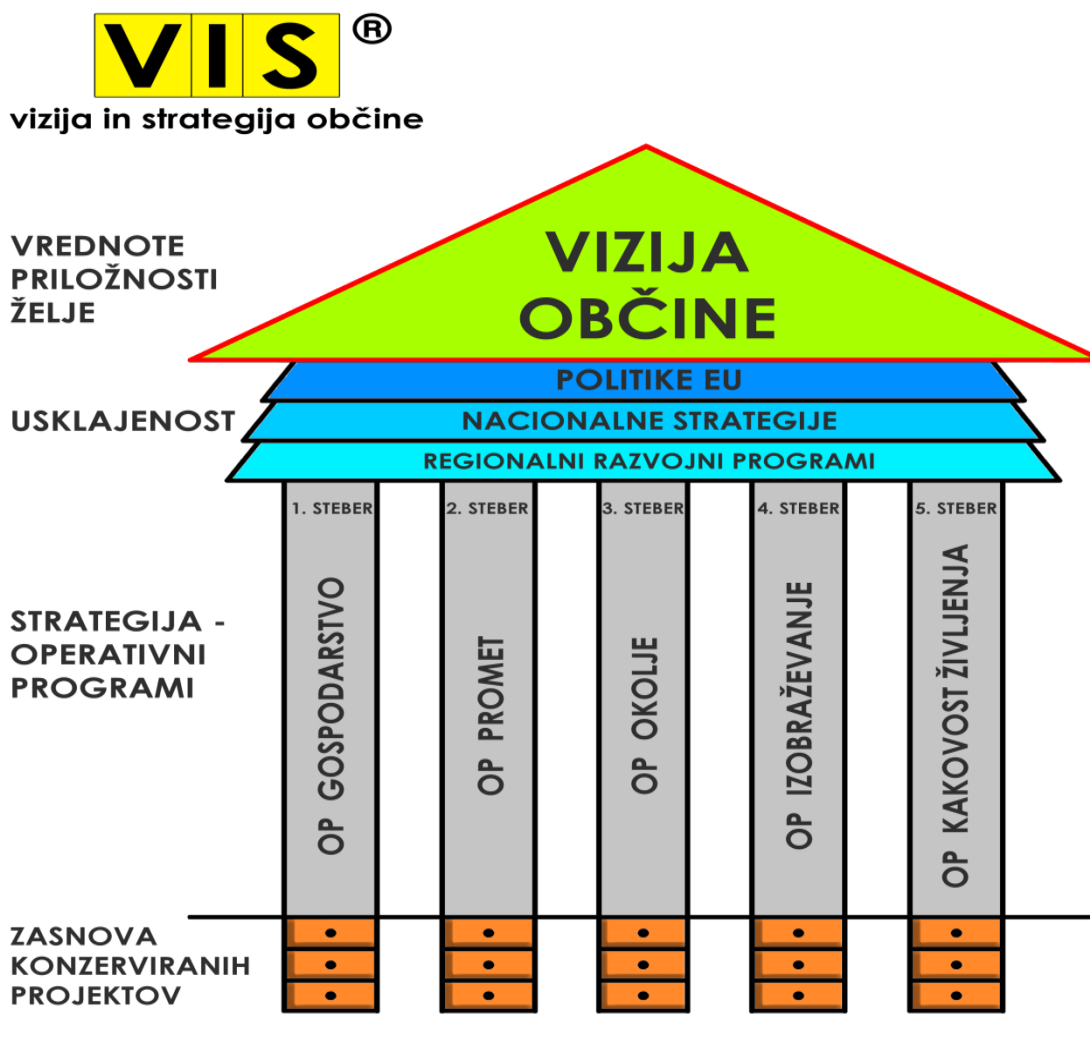 VIS ®
vizija in strategija občine
VREDNOTE
PRILOŽNOSTI
ŽELJE
VIZIJA
OBČINE
POLITIKE EU
USKLAJENOST
NACIONALNE STRATEGIJE
REGIONALNI RAZVOJNI PROGRAMI
1. STEBER
2. STEBER
3. STEBER
4. STEBER
5. STEBER
STRATEGIJA -
OPERATIVNI
PROGRAMI
OP GOSPODARSTVO
OP PROMET
OP OKOLJE
OP IZOBRAŽEVANJE
OP KAKOVOST ŽIVLJENJA
ZASNOVA
KONZERVIRANIH
PROJEKTOV